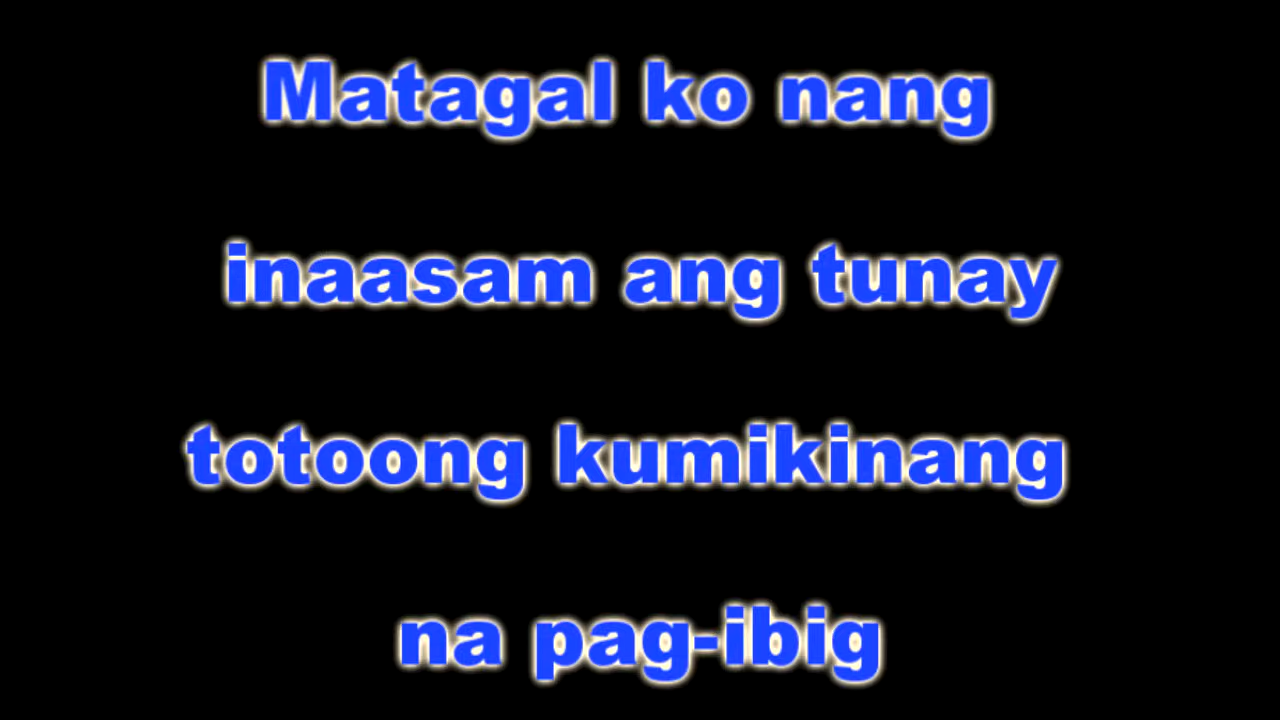 Matagal ko nang
inaasam ang tunay
totoong kumikinang
na pag-ibig